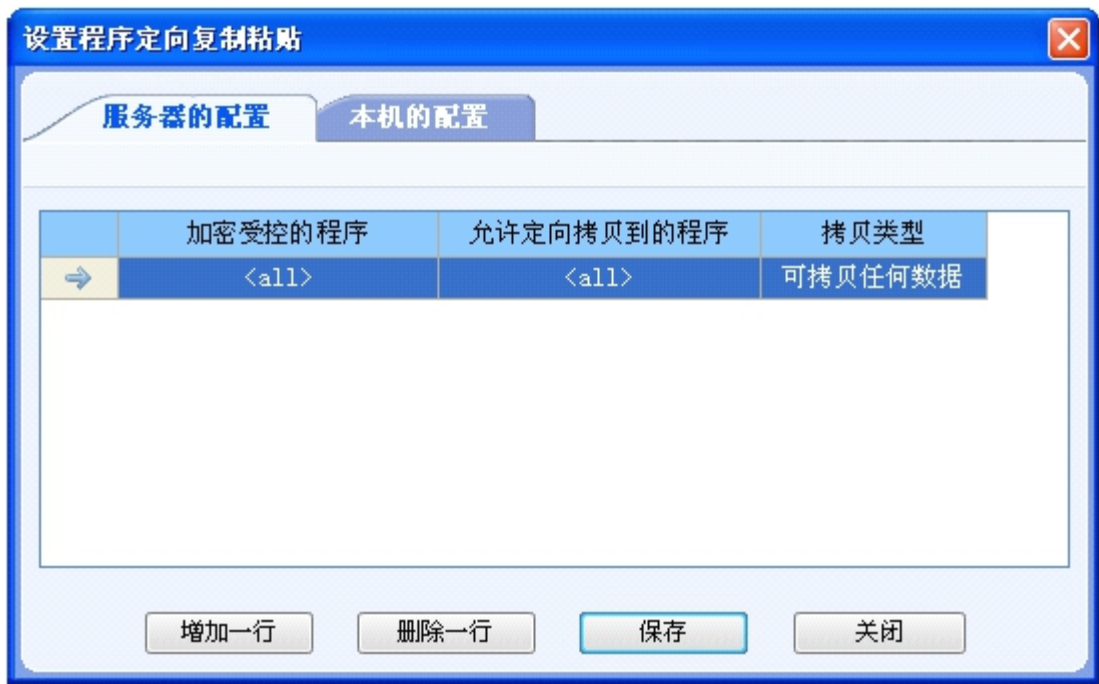 设置程序定向复制粘贴
服务器的配置 本机的配置
加密受控的程序 允许定向拷贝到的程序 拷贝类型
<all> <all> 可拷贝任何数据
增加一行 删除一行 保存 关闭